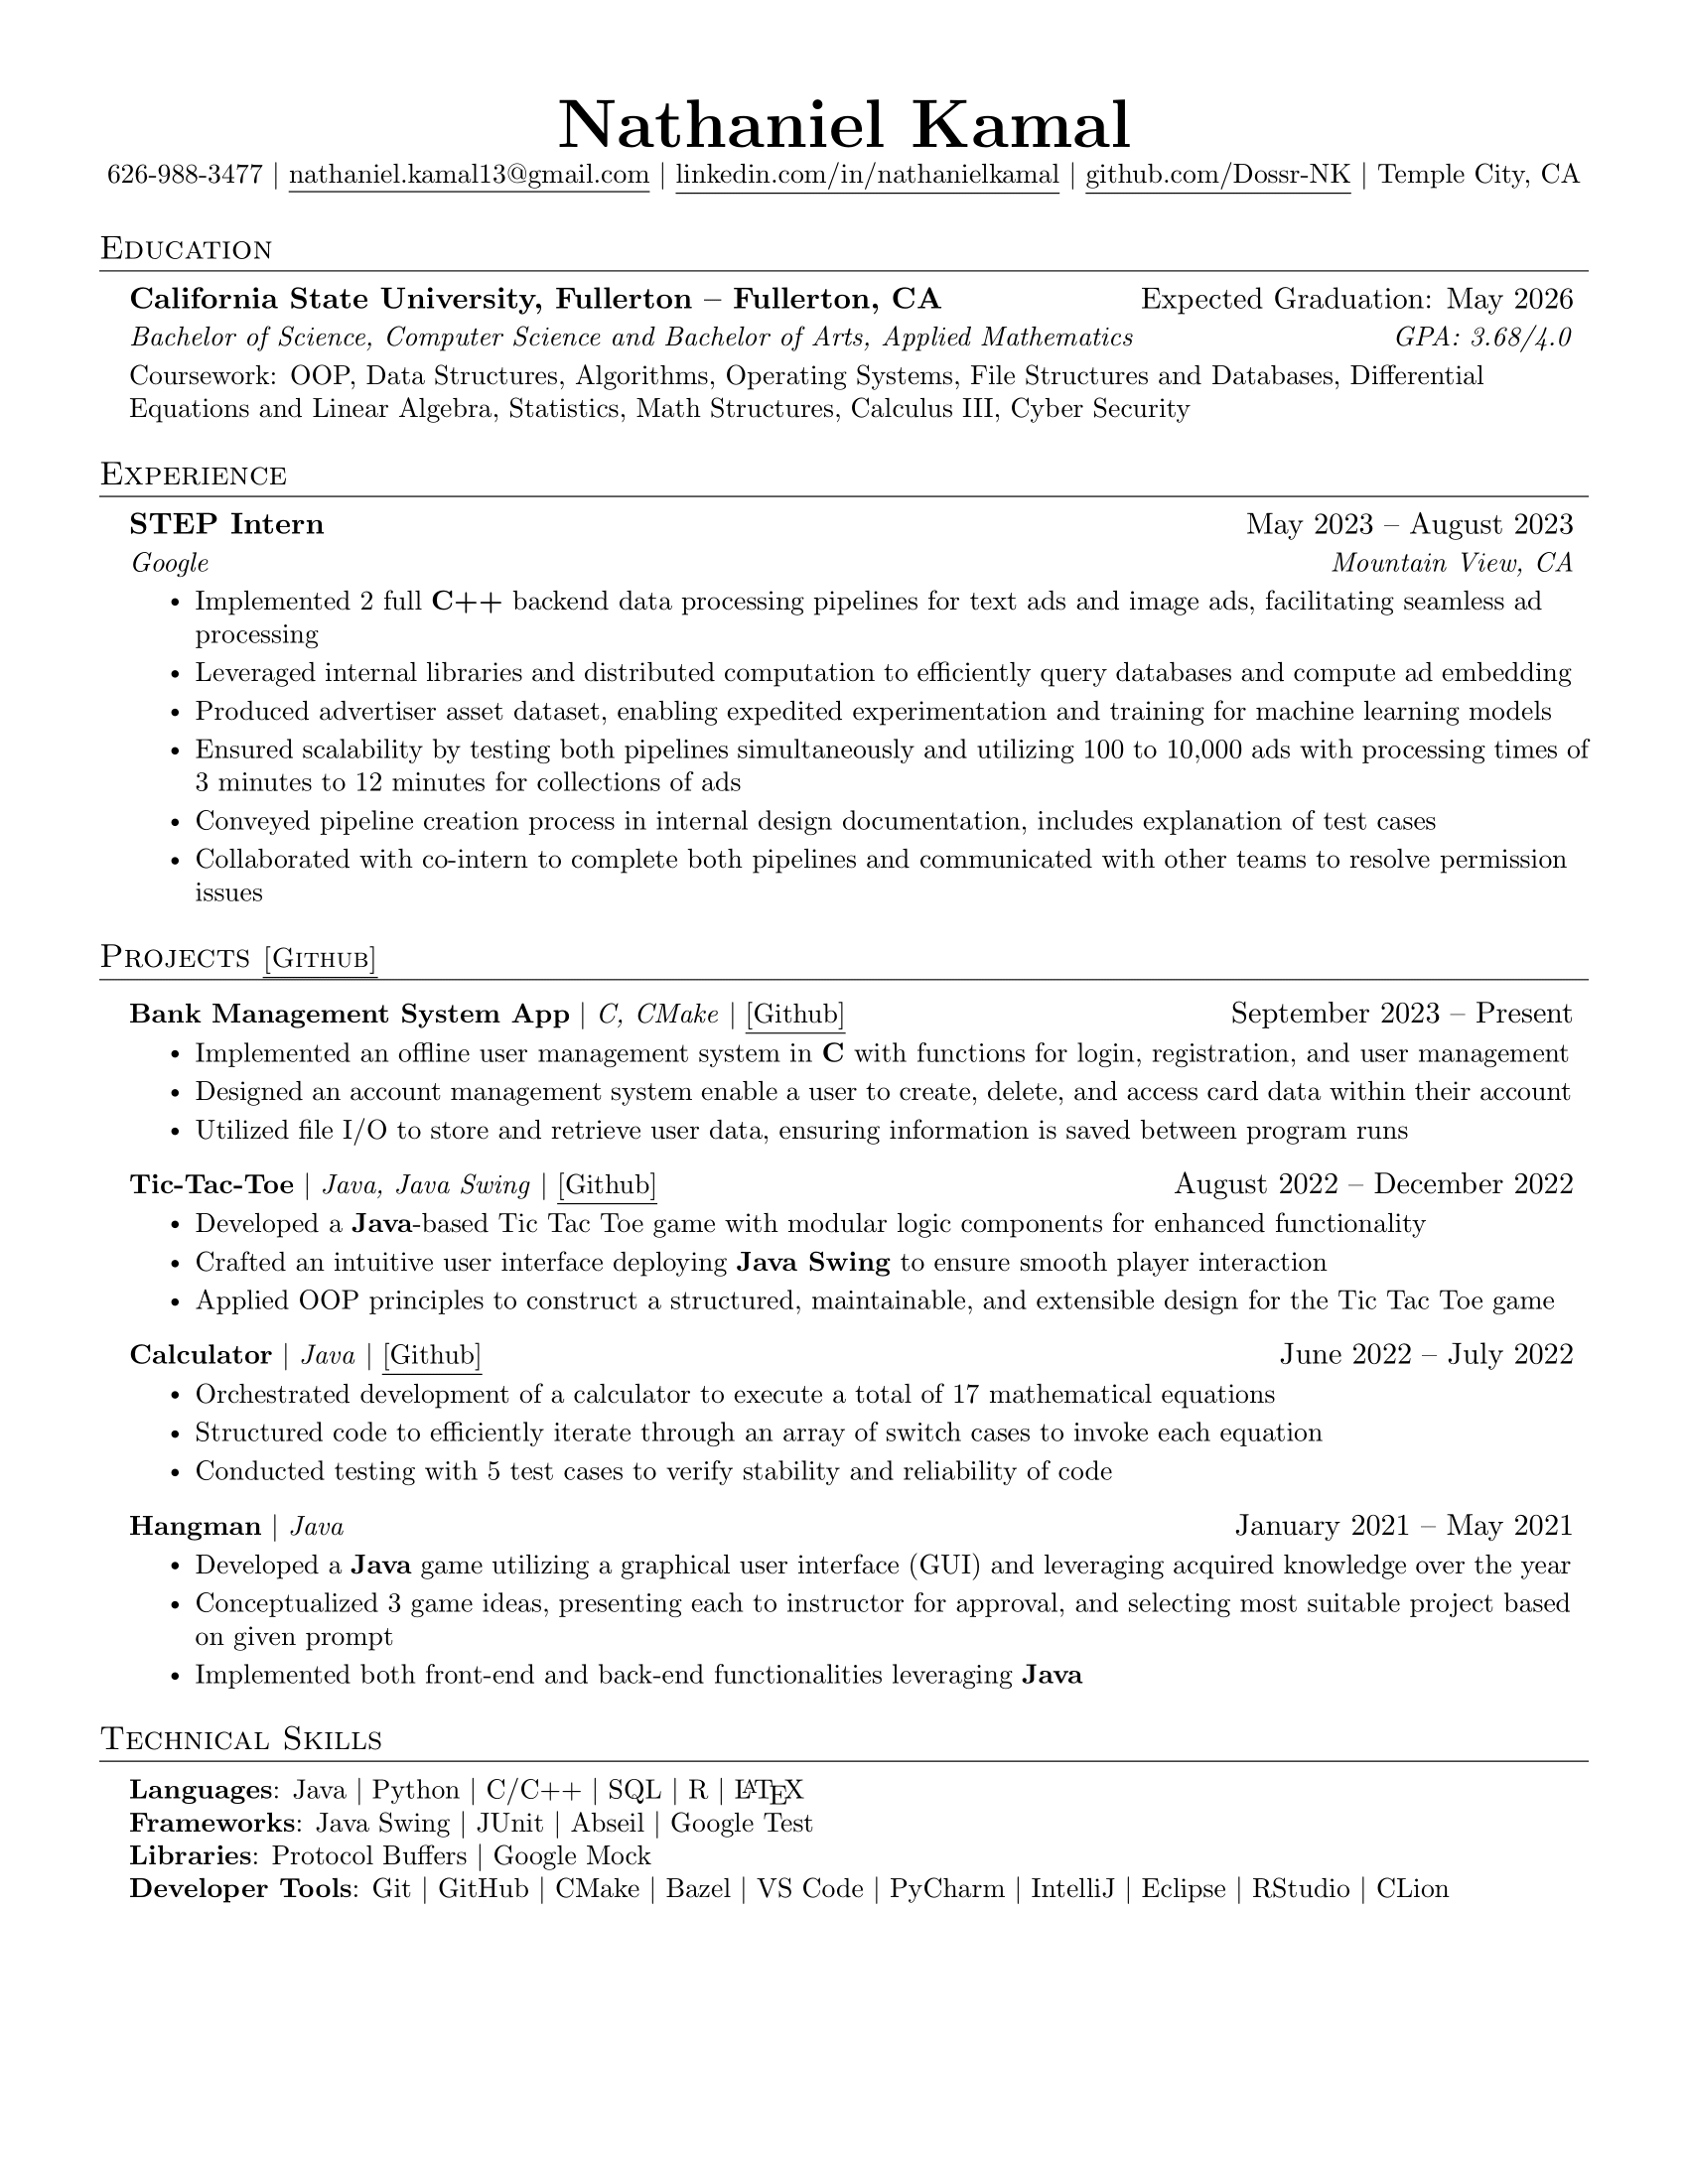 Nathaniel Kamal
626-988-3477 | nathaniel.kamal13@gmail.com | linkedin.com/in/nathanielkamal | github.com/Dossr-NK | Temple City, CA
Education
California State University, Fullerton – Fullerton, CA Expected Graduation: May 2026
Bachelor of Science, Computer Science and Bachelor of Arts, Applied Mathematics GPA: 3.68/4.0
Coursework: OOP, Data Structures, Algorithms, Operating Systems, File Structures and Databases, Differential
Equations and Linear Algebra, Statistics, Math Structures, Calculus III, Cyber Security
Experience
STEP Intern May 2023 – August 2023
Google Mountain View, CA
• Implemented 2 full C++ backend data processing pipelines for text ads and image ads, facilitating seamless ad
processing
• Leveraged internal libraries and distributed computation to efficiently query databases and compute ad embedding
• Produced advertiser asset dataset, enabling expedited experimentation and training for machine learning models
• Ensured scalability by testing both pipelines simultaneously and utilizing 100 to 10,000 ads with processing times of
3 minutes to 12 minutes for collections of ads
• Conveyed pipeline creation process in internal design documentation, includes explanation of test cases
• Collaborated with co-intern to complete both pipelines and communicated with other teams to resolve permission
issues
Projects [Github]
Bank Management System App | C, CMake | [Github] September 2023 – Present
• Implemented an offline user management system in C with functions for login, registration, and user management
• Designed an account management system enable a user to create, delete, and access card data within their account
• Utilized file I/O to store and retrieve user data, ensuring information is saved between program runs
Tic-Tac-Toe | Java, Java Swing | [Github] August 2022 – December 2022
• Developed a Java-based Tic Tac Toe game with modular logic components for enhanced functionality
• Crafted an intuitive user interface deploying Java Swing to ensure smooth player interaction
• Applied OOP principles to construct a structured, maintainable, and extensible design for the Tic Tac Toe game
Calculator | Java | [Github] June 2022 – July 2022
• Orchestrated development of a calculator to execute a total of 17 mathematical equations
• Structured code to efficiently iterate through an array of switch cases to invoke each equation
• Conducted testing with 5 test cases to verify stability and reliability of code
Hangman | Java January 2021 – May 2021
• Developed a Java game utilizing a graphical user interface (GUI) and leveraging acquired knowledge over the year
• Conceptualized 3 game ideas, presenting each to instructor for approval, and selecting most suitable project based
on given prompt
• Implemented both front-end and back-end functionalities leveraging Java
Technical Skills
Languages: Java | Python | C/C++ | SQL | R | LATEX
Frameworks: Java Swing | JUnit | Abseil | Google Test
Libraries: Protocol Buffers | Google Mock
Developer Tools: Git | GitHub | CMake | Bazel | VS Code | PyCharm | IntelliJ | Eclipse | RStudio | CLion